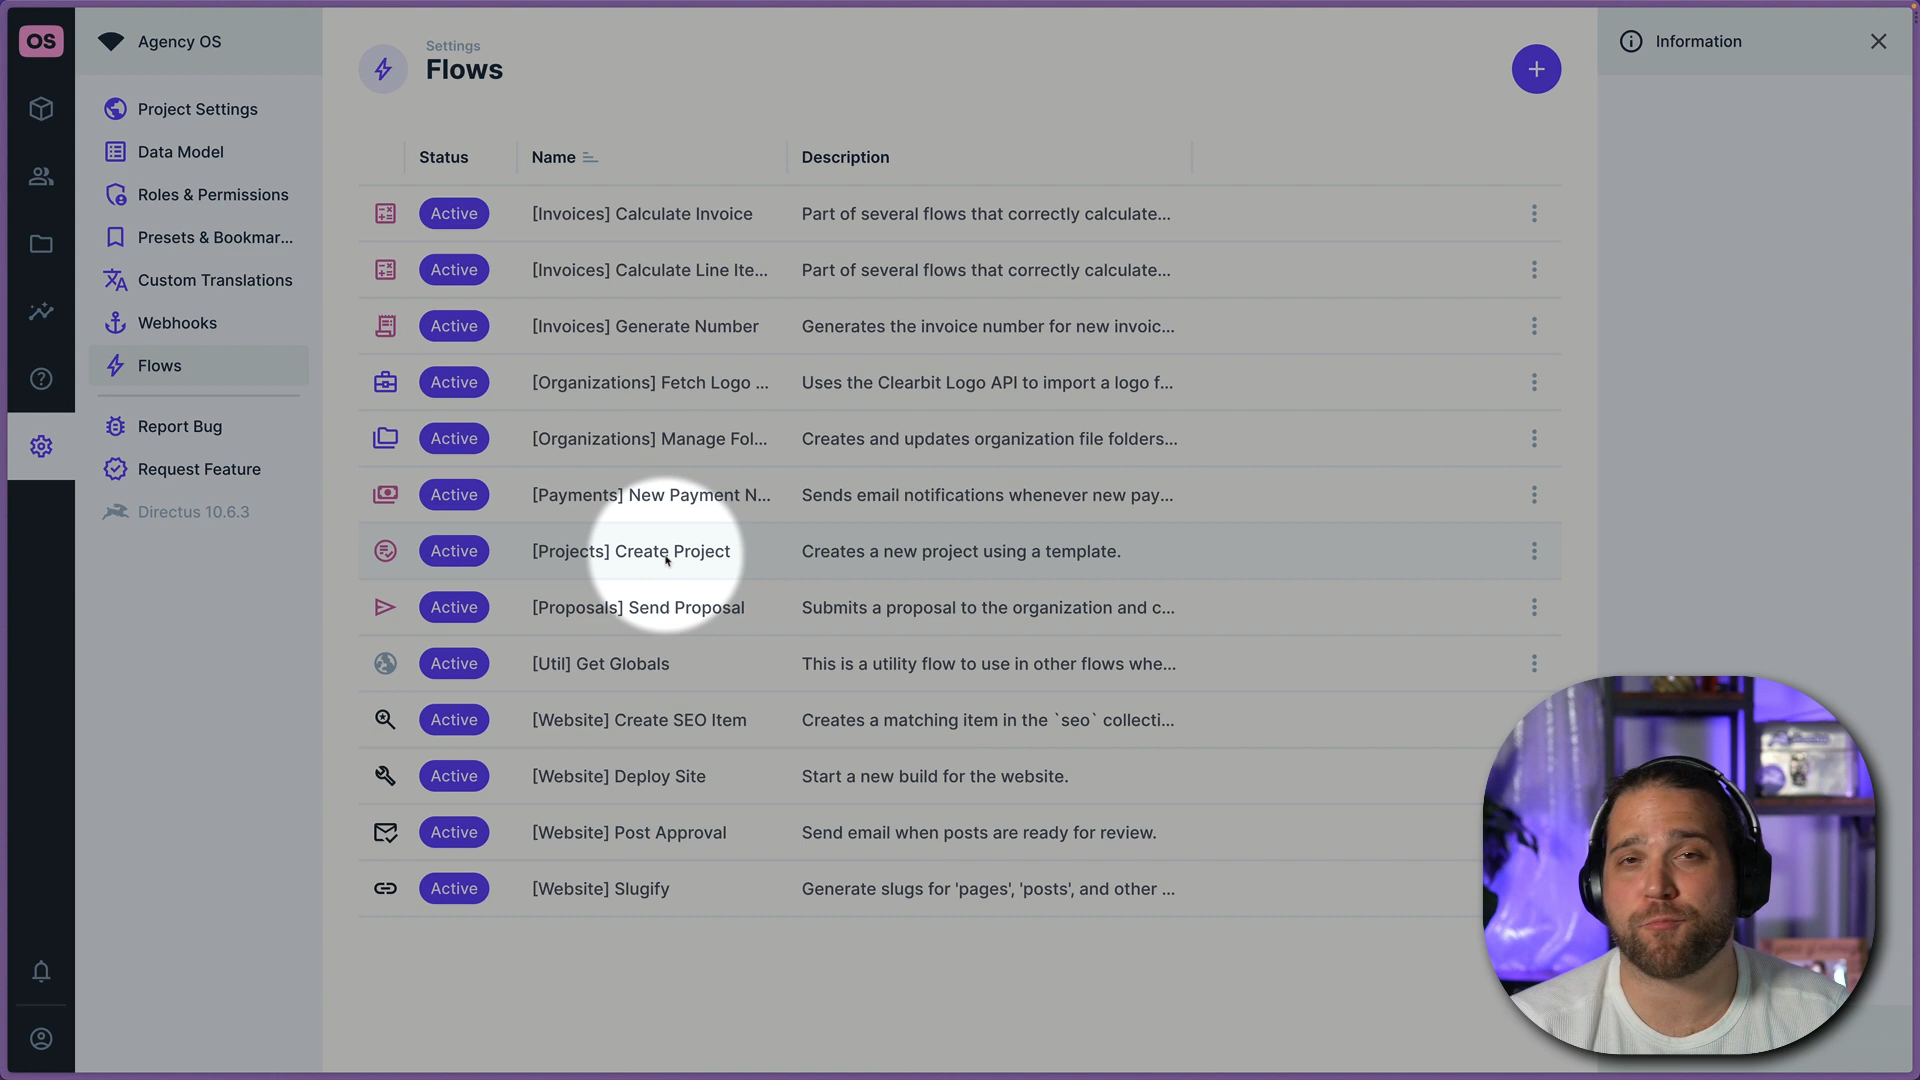 OS
Agency OS
Project Settings
Data Model
Roles & Permissions
Presets & Bookmar...
Custom Translations
Webhooks
Flows
Report Bug
Request Feature
Directus 10.6.3
Settings
Flows
Information
Status Name Description
Active [Invoices] Calculate Invoice Part of several flows that correctly calculate...
Active [Invoices] Calculate Line Ite... Part of several flows that correctly calculate...
Active [Invoices] Generate Number Generates the invoice number for new invoic...
Active [Organizations] Fetch Logo ... Uses the Clearbit Logo API to import a logo f...
Active [Organizations] Manage Fol... Creates and updates organization file folders...
Active [Payments] New Payment N... Sends email notifications whenever new pay...
Active [Projects] Create Project Creates a new project using a template.
Active [Proposals] Send Proposal Submits a proposal to the organization and c...
Active [Util] Get Globals This is a utility flow to use in other flows whe...
Active [Website] Create SEO Item Creates a matching item in the `seo` collecti...
Active [Website] Deploy Site Start a new build for the website.
Active [Website] Post Approval Send email when posts are ready for review.
Active [Website] Slugify Generate slugs for 'pages', 'posts', and other ...